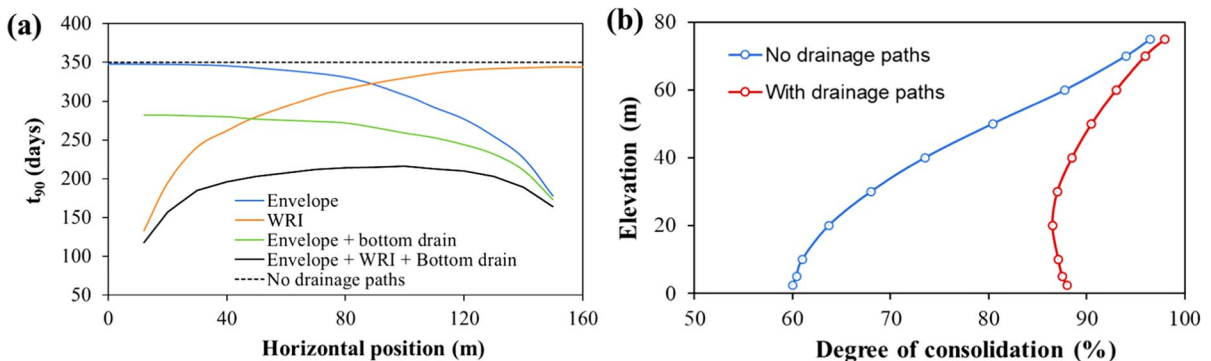 (a)
400
350
300
250
200
150
100
50
t90 (days)
Envelope
WRI
Envelope + bottom drain
Envelope + WRI + Bottom drain
No drainage paths
0 40 80 120 160
Horizontal position (m)
(b)
80
60
40
20
0
Elevation (m)
No drainage paths
With drainage paths
50 60 70 80 90 100
Degree of consolidation (%)